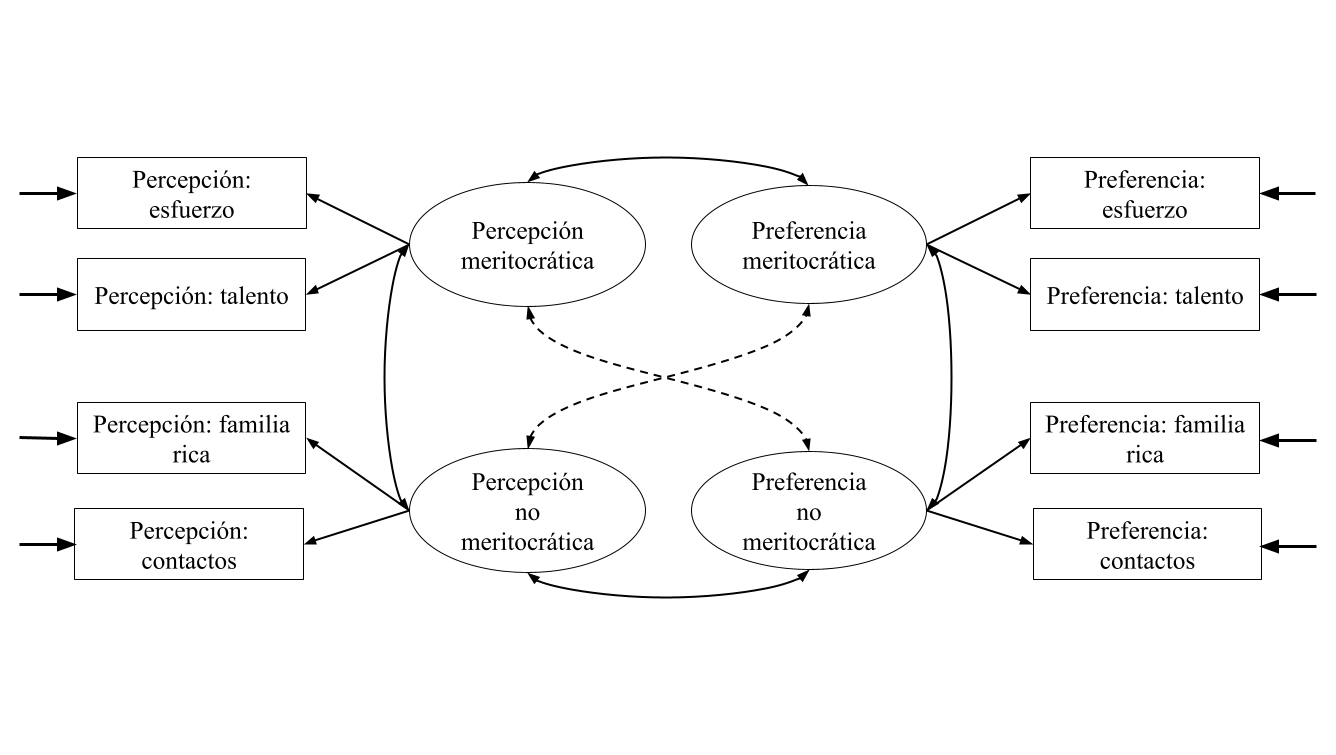 Percepción:
esfuerzo
Percepción: talento
Percepción: familia
rica
Percepción:
contactos
Percepción
meritocrática
Percepción
no
meritocrática
Preferencia
meritocrática
Preferencia
no
meritocrática
Preferencia:
esfuerzo
Preferencia: talento
Preferencia: familia
rica
Preferencia:
contactos